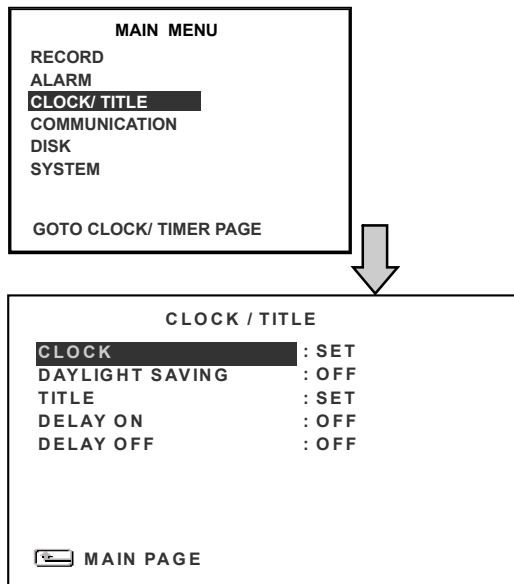 MAIN MENU
RECORD
ALARM
CLOCK/ TITLE
COMMUNICATION
DISK
SYSTEM
GOTO CLOCK/ TIMER PAGE
CLOCK / TITLE
CLOCK : SET
DAYLIGHT SAVING : OFF
TITLE : SET
DELAY ON : OFF
DELAY OFF : OFF
MAIN PAGE